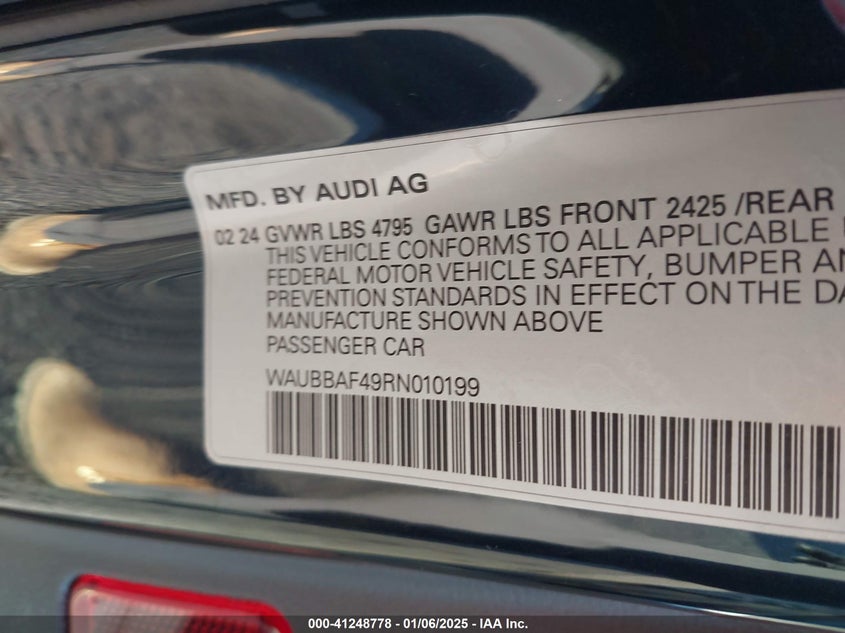 MFD. BY AUDI AG
02 24 GVWR LBS 4795 GAWR LBS FRONT 2425 /REAR
THIS VEHICLE CONFORMS TO ALL APPLICABLE
FEDERAL MOTOR VEHICLE SAFETY, BUMPER AN
PREVENTION STANDARDS IN EFFECT ON THE DA
MANUFACTURE SHOWN ABOVE
PASSENGER CAR
WAUBBAF49RN010199
000-41248778 - 01/06/2025 - IAA Inc.